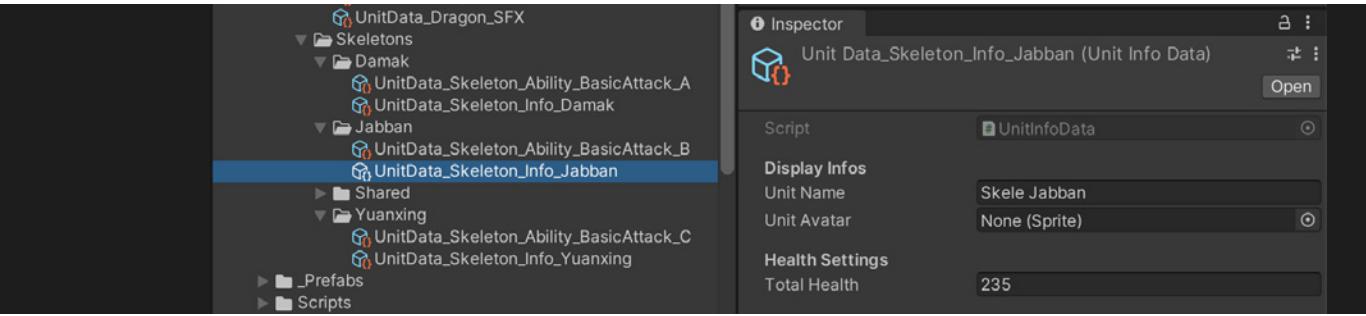 UnitData_Dragon_SFX
Skeletons
Damak
UnitData_Skeleton_Ability_BasicAttack_A
UnitData_Skeleton_Info_Damak
Jabban
UnitData_Skeleton_Ability_BasicAttack_B
UnitData_Skeleton_Info_Jabban
Shared
Yuanxing
UnitData_Skeleton_Ability_BasicAttack_C
UnitData_Skeleton_Info_Yuanxing
_Prefabs
Scripts
Inspector
Unit Data_Skeleton_Info_Jabban (Unit Info Data)
Open
Script UnitInfoData
Display Infos
Unit Name Skele Jabban
Unit Avatar None (Sprite)
Health Settings
Total Health 235